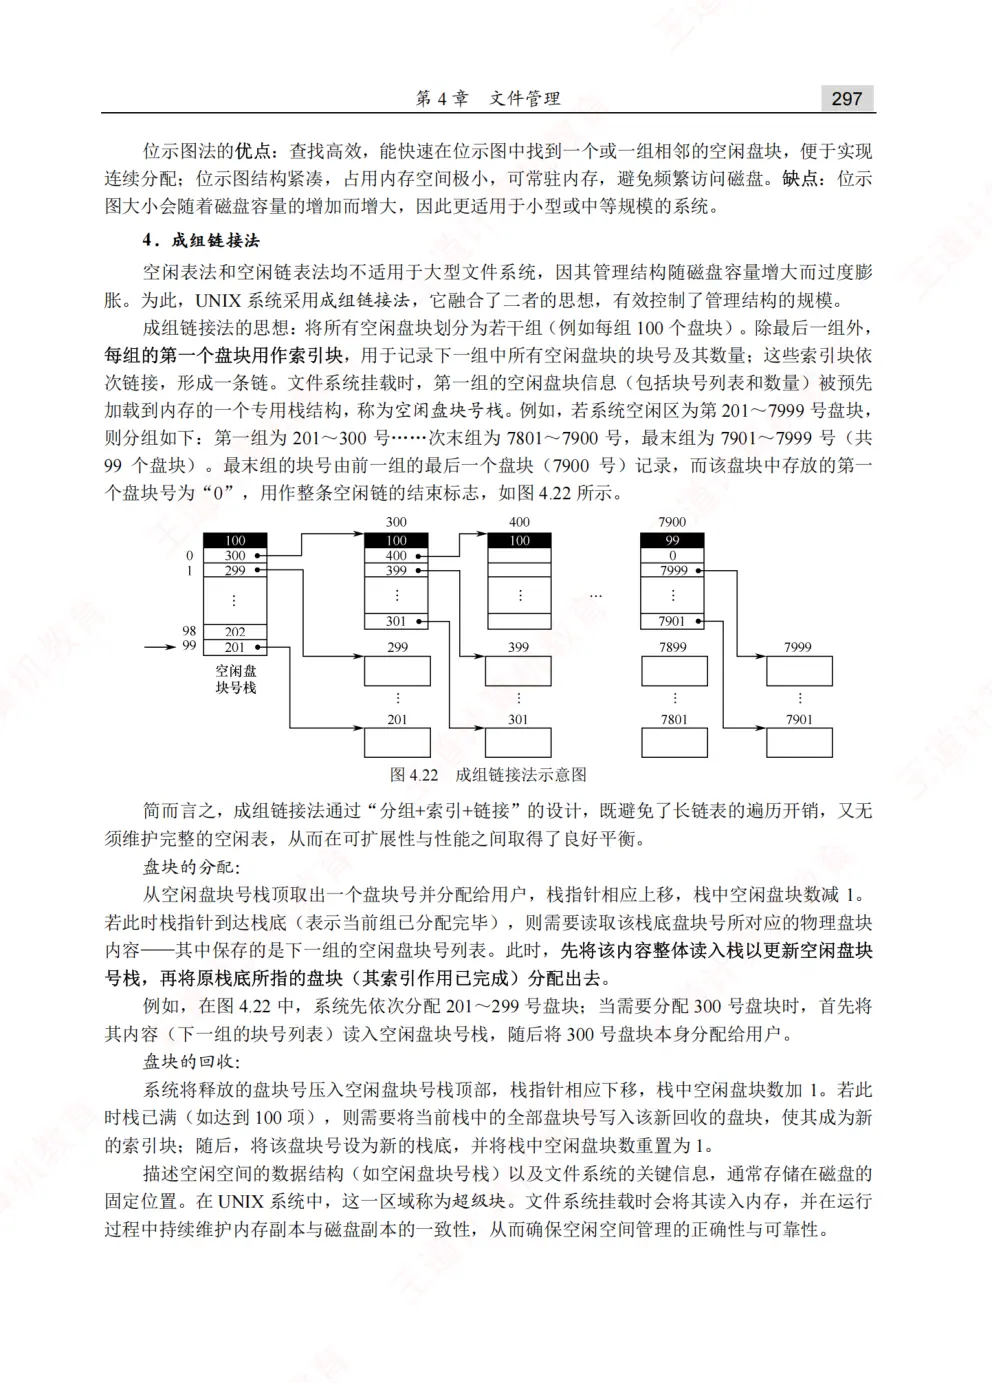 第 4 章 文件管理 297
位示图法的优点：查找高效，能快速在位示图中找到一个或一组相邻的空闲盘块，便于实现
连续分配；位示图结构紧凑，占用内存空间极小，可常驻内存，避免频繁访问磁盘。缺点：位示
图大小会随着磁盘容量的增加而增大，因此更适用于小型或中等规模的系统。
4．成组链接法
空闲表法和空闲链表法均不适用于大型文件系统，因其管理结构随磁盘容量增大而过度膨
胀。为此，UNIX 系统采用成组链接法，它融合了二者的思想，有效控制了管理结构的规模。
成组链接法的思想：将所有空闲盘块划分为若干组（例如每组 100 个盘块）。除最后一组外，
每组的第一个盘块用作索引块，用于记录下一组中所有空闲盘块的块号及其数量；这些索引块依
次链接，形成一条链。文件系统挂载时，第一组的空闲盘块信息（包括块号列表和数量）被预先
加载到内存的一个专用栈结构，称为空闲盘块号栈。例如，若系统空闲区为第 201～7999 号盘块，
则分组如下：第一组为 201～300 号……次末组为 7801～7900 号，最末组为 7901～7999 号（共
99 个盘块）。最末组的块号由前一组的最后一个盘块（7900 号）记录，而该盘块中存放的第一
个盘块号为“0”，用作整条空闲链的结束标志，如图 4.22 所示。
300 400 7900
100 100 100 99
0 300 400 0
1 299 399 7999
⋮ ⋮ ⋮ … ⋮
301 7901
98 202
99 201 299 399 7899 7999
空闲盘
块号栈
⋮ ⋮ ⋮
201 301 7801 7901
图 4.22 成组链接法示意图
简而言之，成组链接法通过“分组+索引+链接”的设计，既避免了长链表的遍历开销，又无
须维护完整的空闲表，从而在可扩展性与性能之间取得了良好平衡。
盘块的分配：
从空闲盘块号栈顶取出一个盘块号并分配给用户，栈指针相应上移，栈中空闲盘块数减 1。
若此时栈指针到达栈底（表示当前组已分配完毕），则需要读取该栈底盘块号所对应的物理盘块
内容——其中保存的是下一组的空闲盘块号列表。此时，先将该内容整体读入栈以更新空闲盘块
号栈，再将原栈底所指的盘块（其索引作用已完成）分配出去。
例如，在图 4.22 中，系统先依次分配 201～299 号盘块；当需要分配 300 号盘块时，首先将
其内容（下一组的块号列表）读入空闲盘块号栈，随后将 300 号盘块本身分配给用户。
盘块的回收：
系统将释放的盘块号压入空闲盘块号栈顶部，栈指针相应下移，栈中空闲盘块数加 1。若此
时栈已满（如达到 100 项），则需要将当前栈中的全部盘块号写入该新回收的盘块，使其成为新
的索引块；随后，将该盘块号设为新的栈底，并将栈中空闲盘块数重置为 1。
描述空闲空间的数据结构（如空闲盘块号栈）以及文件系统的关键信息，通常存储在磁盘的
固定位置。在 UNIX 系统中，这一区域称为超级块。文件系统挂载时会将其读入内存，并在运行
过程中持续维护内存副本与磁盘副本的一致性，从而确保空闲空间管理的正确性与可靠性。